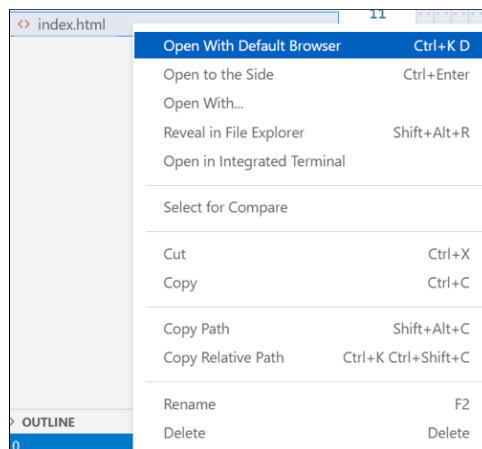 <> index.html
11
Open With Default Browser Ctrl+K D
Open to the Side Ctrl+Enter
Open With...
Reveal in File Explorer Shift+Alt+R
Open in Integrated Terminal
Select for Compare
Cut Ctrl+X
Copy Ctrl+C
Copy Path Shift+Alt+C
Copy Relative Path Ctrl+K Ctrl+Shift+C
Rename F2
OUTLINE
Delete Delete
0